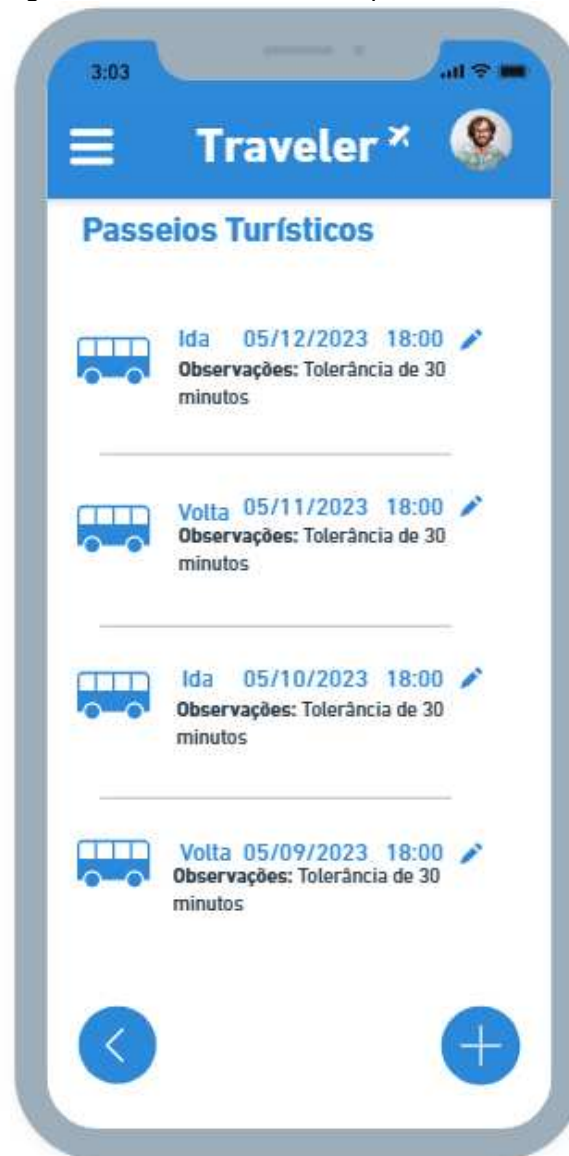 3:03
Traveler
Passeios Turísticos
Ida 05/12/2023 18:00
Observações: Tolerância de 30
minutos
Volta 05/11/2023 18:00
Observações: Tolerância de 30
minutos
Ida 05/10/2023 18:00
Observações: Tolerância de 30
minutos
Volta 05/09/2023 18:00
Observações: Tolerância de 30
minutos